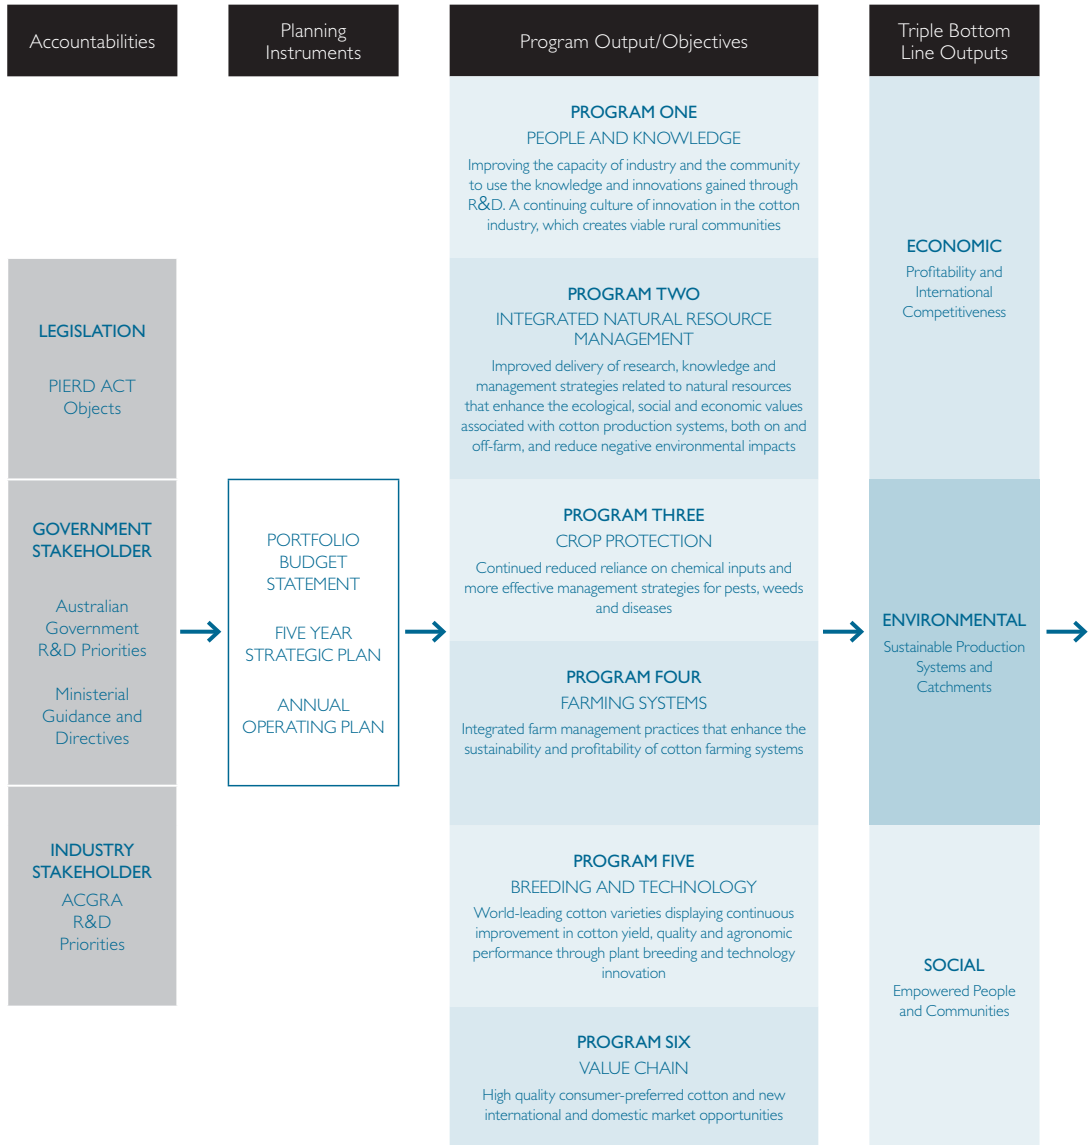 Accountabilities
Planning
Instruments
Program Output/Objectives
Triple Bottom
Line Outputs
LEGISLATION
PIERD ACT
Objects
GOVERNMENT
STAKEHOLDER
Australian
Government
R&D Priorities
Ministerial
Guidance and
Directives
INDUSTRY
STAKEHOLDER
ACGRA
R&D
Priorities
PORTFOLIO
BUDGET
STATEMENT
FIVE YEAR
STRATEGIC PLAN
ANNUAL
OPERATING PLAN
PROGRAM ONE
PEOPLE AND KNOWLEDGE
Improving the capacity of industry and the community
to use the knowledge and innovations gained through
R&D. A continuing culture of innovation in the cotton
industry, which creates viable rural communities
PROGRAM TWO
INTEGRATED NATURAL RESOURCE
MANAGEMENT
Improved delivery of research, knowledge and
management strategies related to natural resources
that enhance the ecological, social and economic values
associated with cotton production systems, both on and
off-farm, and reduce negative environmental impacts
PROGRAM THREE
CROP PROTECTION
Continued reduced reliance on chemical inputs and
more effective management strategies for pests, weeds
and diseases
PROGRAM FOUR
FARMING SYSTEMS
Integrated farm management practices that enhance the
sustainability and profitability of cotton farming systems
PROGRAM FIVE
BREEDING AND TECHNOLOGY
World-leading cotton varieties displaying continuous
improvement in cotton yield, quality and agronomic
performance through plant breeding and technology
innovation
PROGRAM SIX
VALUE CHAIN
High quality consumer-preferred cotton and new
international and domestic market opportunities
ECONOMIC
Profitability and
International
Competitiveness
ENVIRONMENTAL
Sustainable Production
Systems and
Catchments
SOCIAL
Empowered People
and Communities